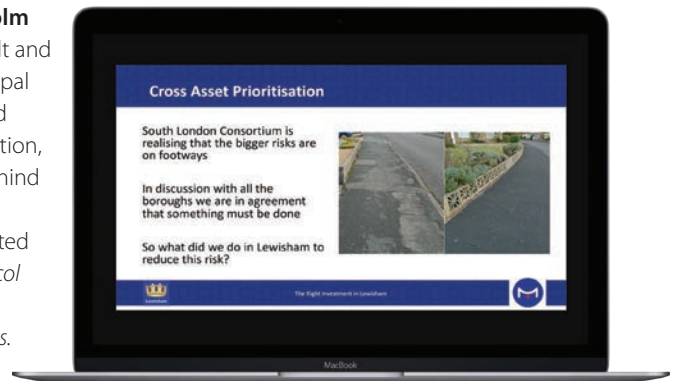 olm
lt and
pal
d
tion,
hind
ted
col
s.
Cross Asset Prioritisation
South London Consortium is
realising that the bigger risks are
on footways
In discussion with all the
boroughs we are in agreement
that something must be done
So what did we do in Lewisham to
reduce this risk?
Lewisham
The Right Investment in Lewisham
MacBook